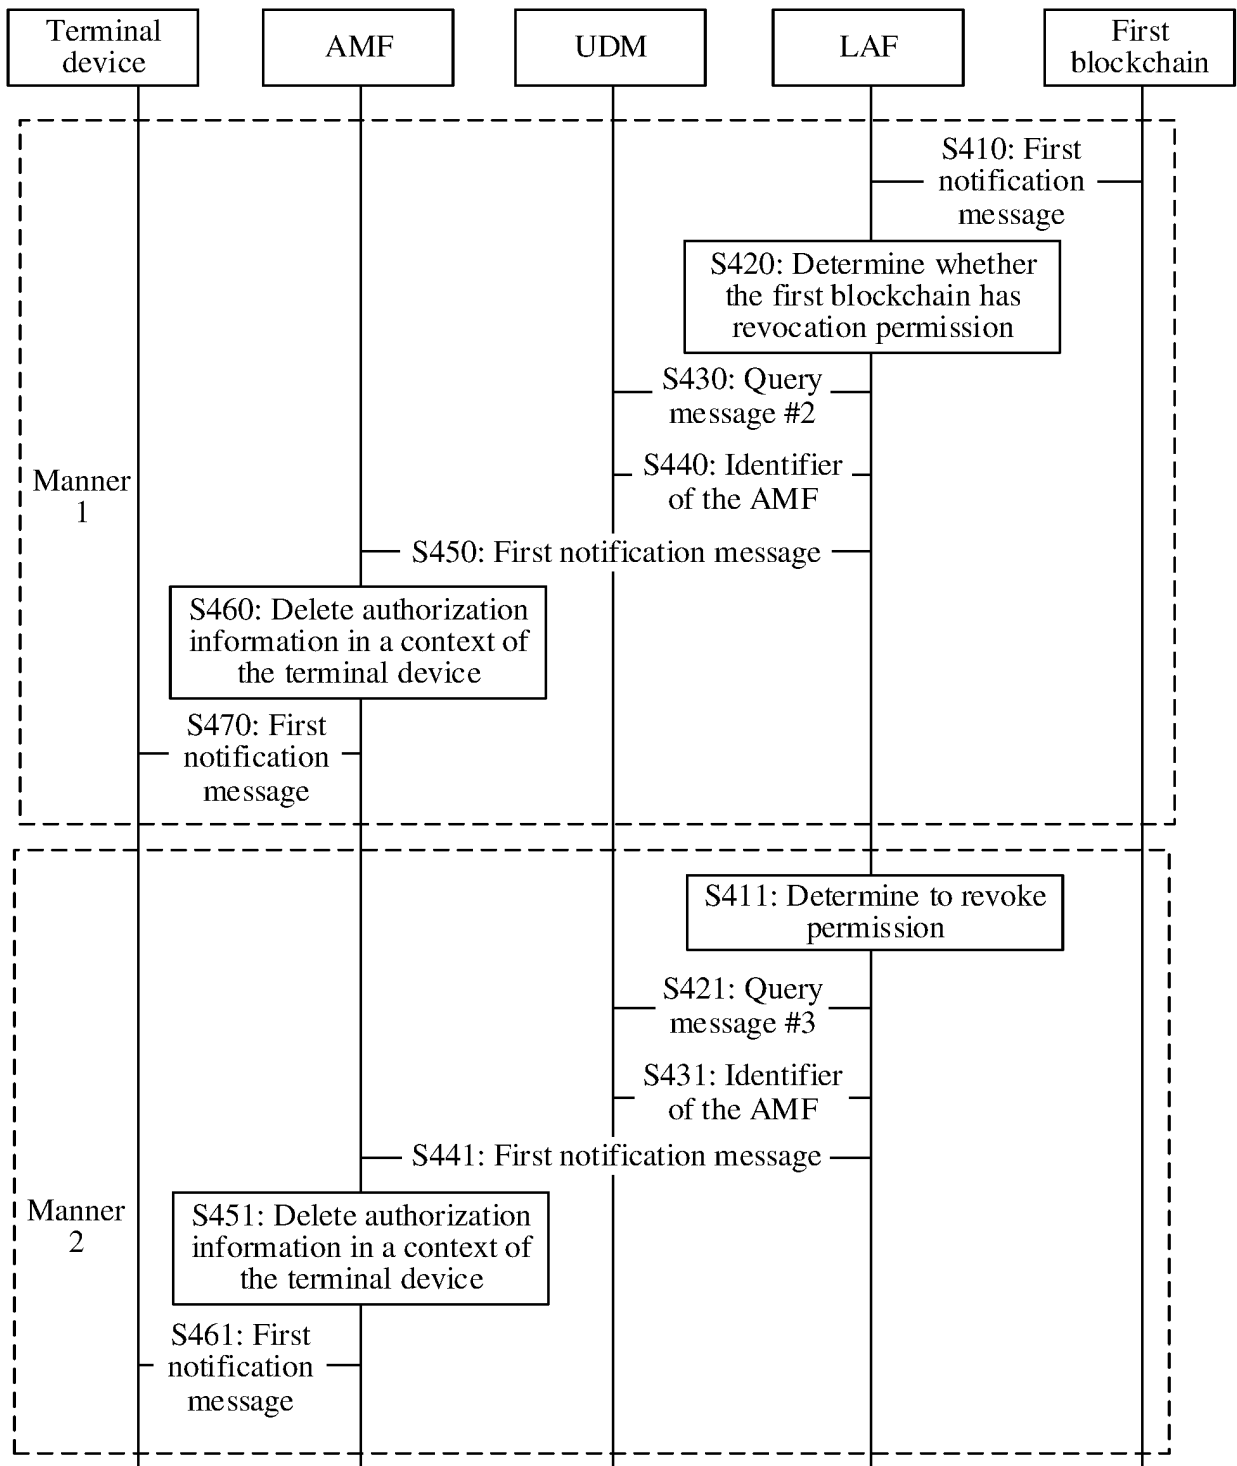 Terminal
device
AMF
UDM
LAF
First
blockchain
S410: First
notification
message
S420: Determine whether
the first blockchain has
revocation permission
S430: Query
message #2
S440: Identifier
of the AMF
Manner
1
S450: First notification message
S460: Delete authorization
information in a context of
the terminal device
S470: First
notification
message
S411: Determine to revoke
permission
S421: Query
message #3
S431: Identifier
of the AMF
S441: First notification message
Manner
2
S451: Delete authorization
information in a context of
the terminal device
S461: First
notification
message